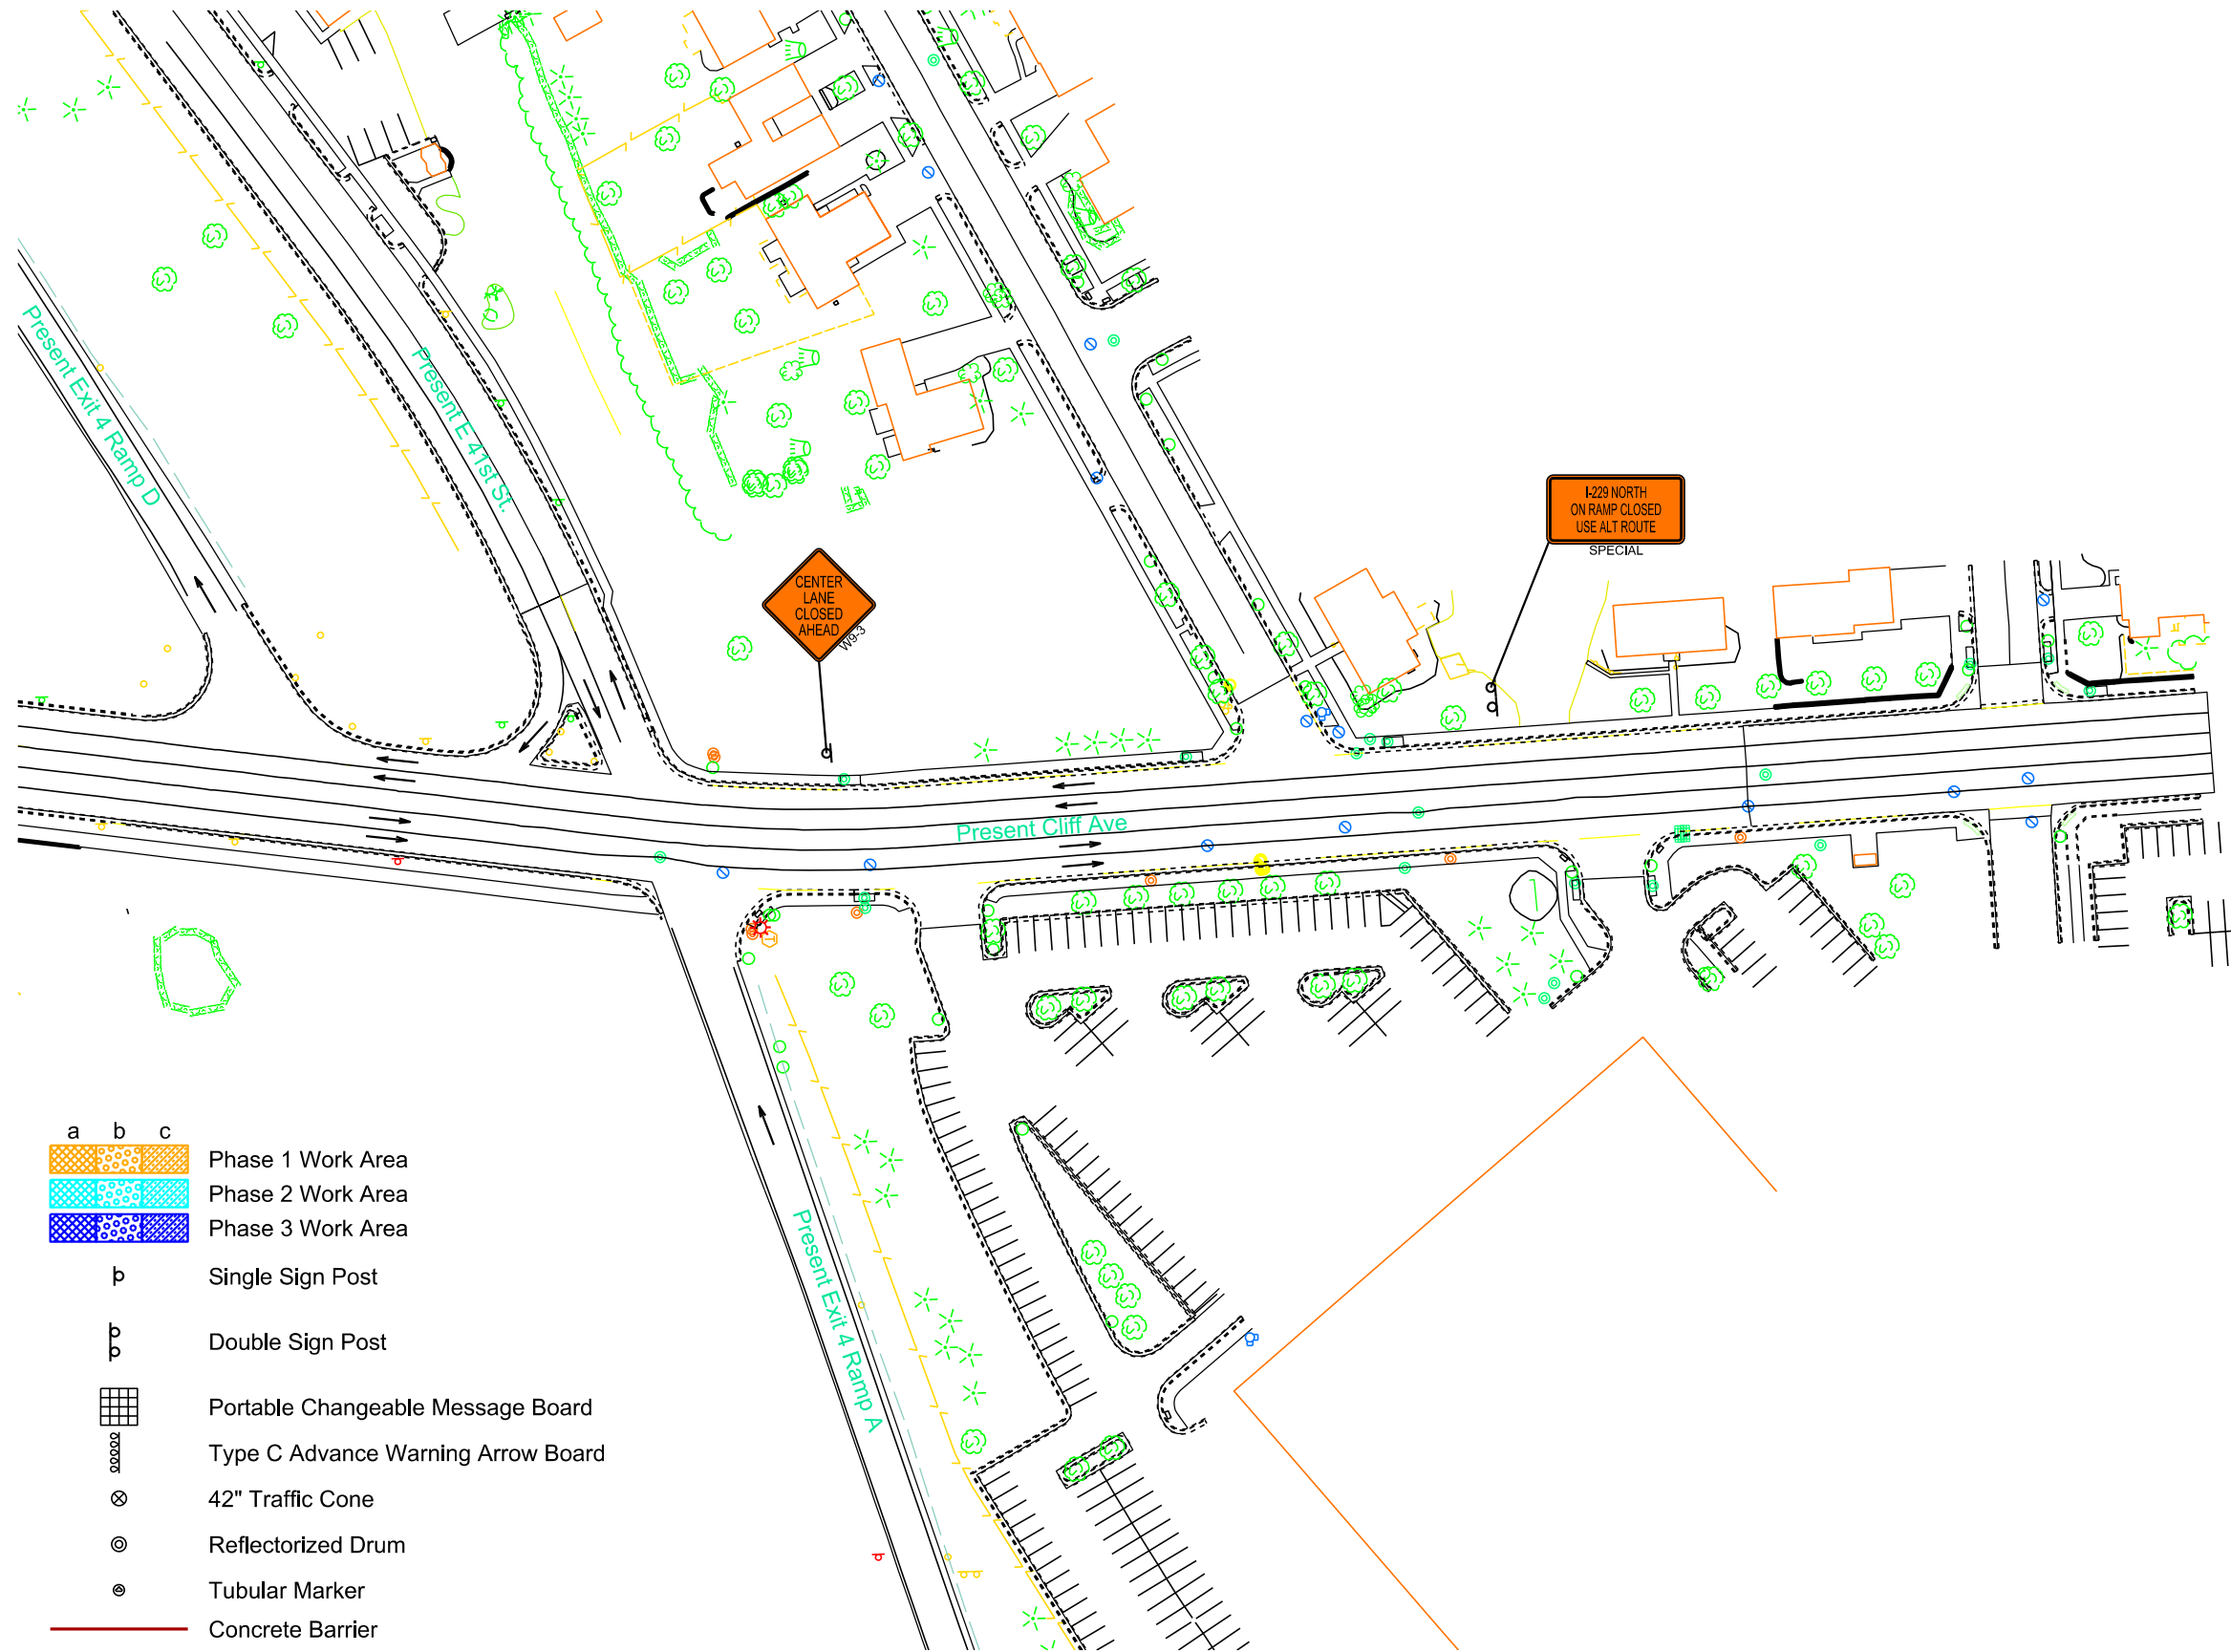 Present Exit 4 Ramp D
Present E 41st St.
I-229 NORTH
ON RAMP CLOSED
USE ALT ROUTE
SPECIAL
CENTER
LANE
CLOSED
AHEAD
W9-3
Present Cliff Ave
Present Exit 4 Ramp A
a b c
Phase 1 Work Area
Phase 2 Work Area
Phase 3 Work Area
Single Sign Post
Double Sign Post
Portable Changeable Message Board
Type C Advance Warning Arrow Board
42" Traffic Cone
Reflectorized Drum
Tubular Marker
Concrete Barrier